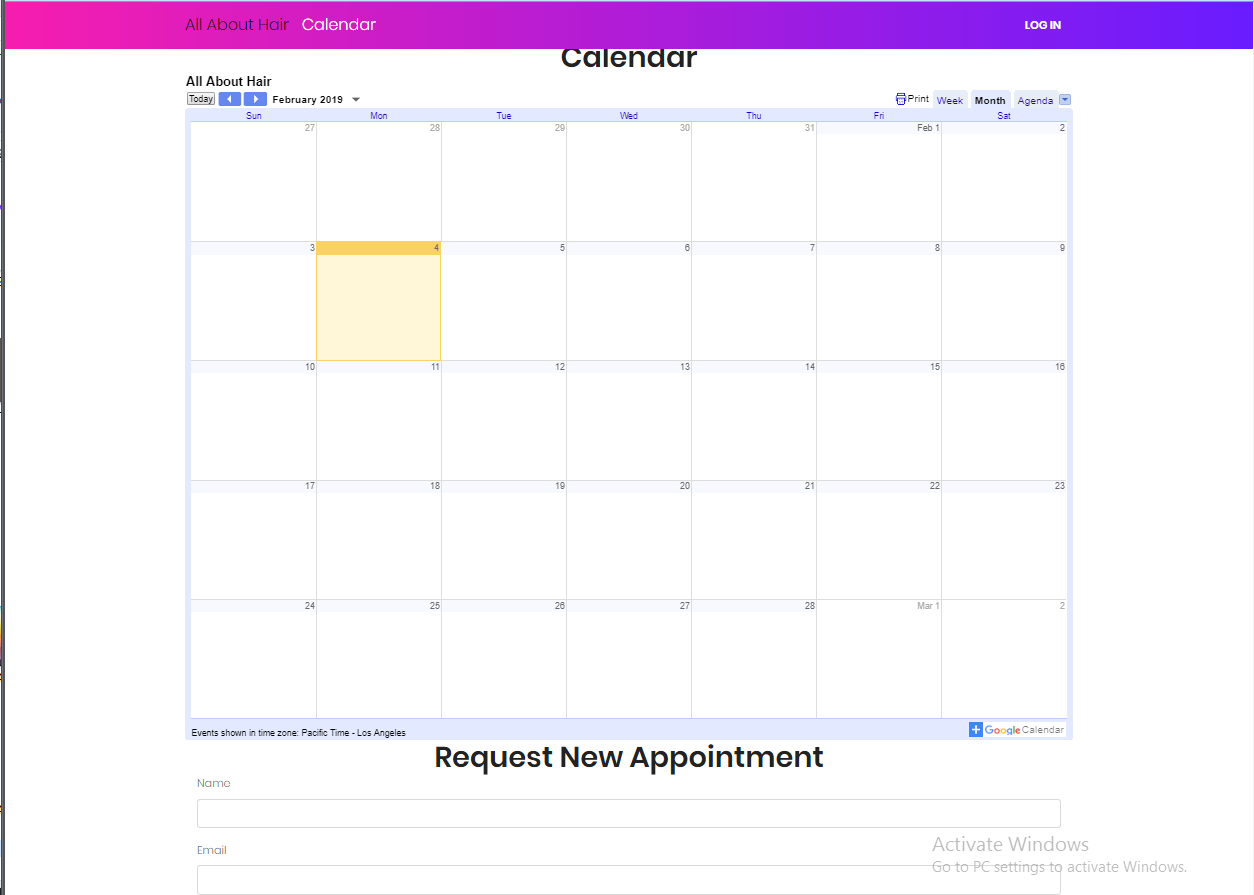 All About Hair Calendar LOG IN
Calendar
All About Hair
Today February 2019 Print Week Month Agenda
Sun Mon Tue Wed Thu Fri Sat
27 28 29 30 31 Feb 1 2
3 4 5 6 7 8 9
10 11 12 13 14 15 16
17 18 19 20 21 22 23
24 25 26 27 28 Mar 1 2
Events shown in time zone: Pacific Time - Los Angeles Google Calendar
Request New Appointment
Name
Email
Activate Windows
Go to PC settings to activate Windows.